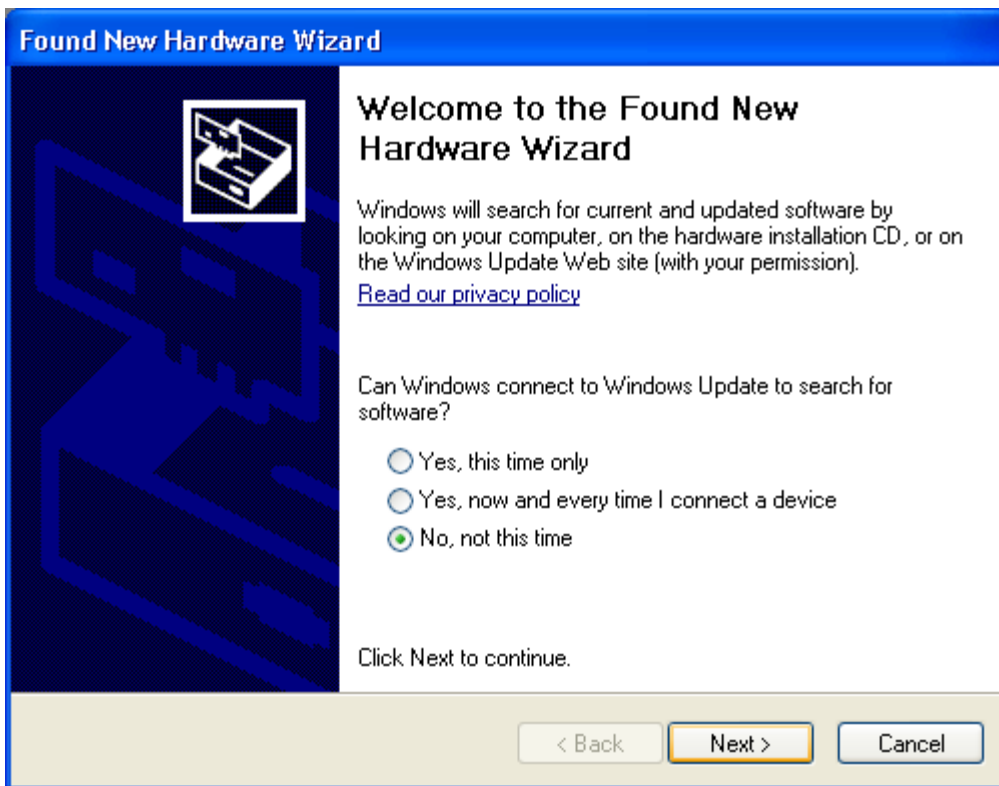 Found New Hardware Wizard
Welcome to the Found New
Hardware Wizard
Windows will search for current and updated software by
looking on your computer, on the hardware installation CD, or on
the Windows Update Web site (with your permission).
Read our privacy policy
Can Windows connect to Windows Update to search for
software?
Yes, this time only
Yes, now and every time I connect a device
No, not this time
Click Next to continue.
< Back Next > Cancel